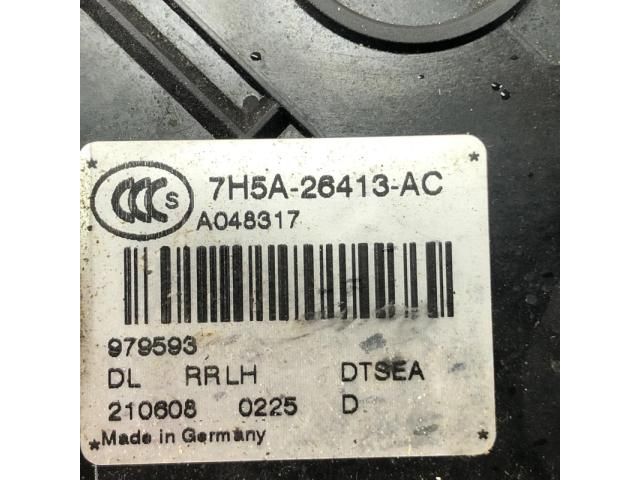 CCC S
7H5A-26413-AC
A048317
979593
DL RR LH DTSEA
210608 0225 D
*Made in Germany *